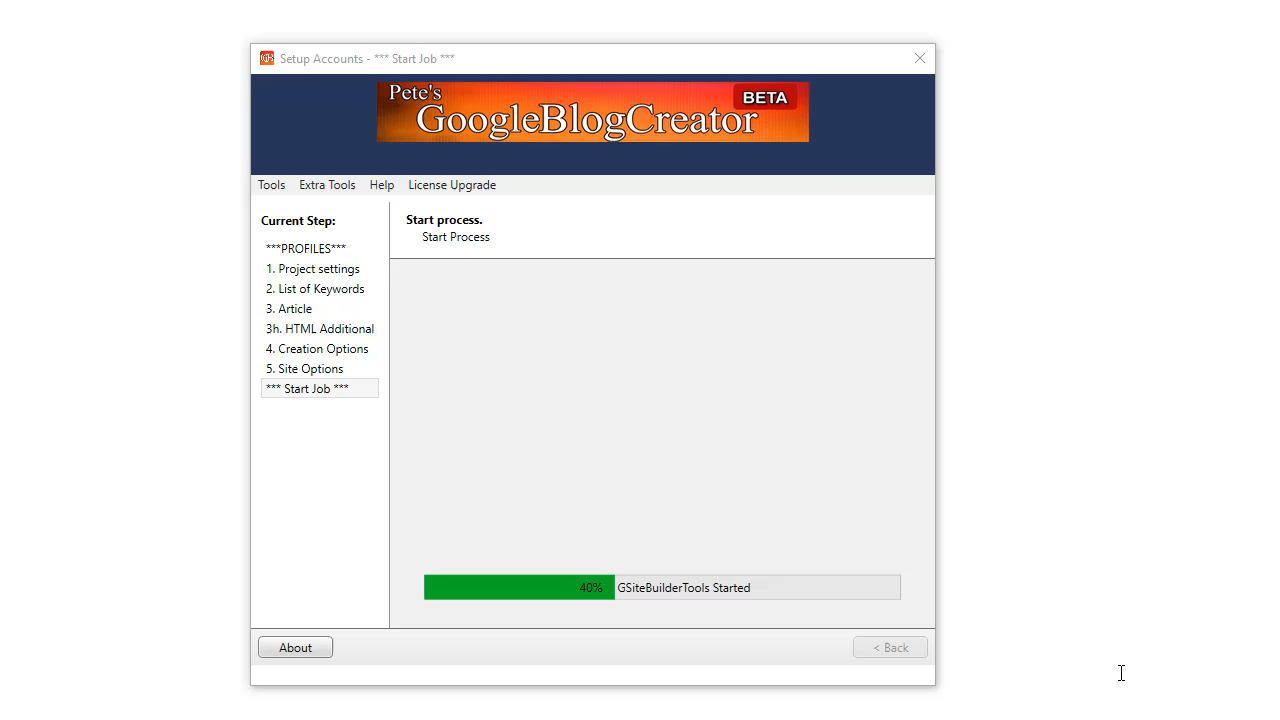 Setup Accounts - *** Start Job ***
Pete's
BETA
GoogleBlogCreator
Tools Extra Tools Help License Upgrade
Current Step:
***PROFILES***
1. Project settings
2. List of Keywords
3. Article
3h. HTML Additional
4. Creation Options
5. Site Options
*** Start Job ***
Start process.
Start Process
40% GSiteBuilderTools Started
About
< Back